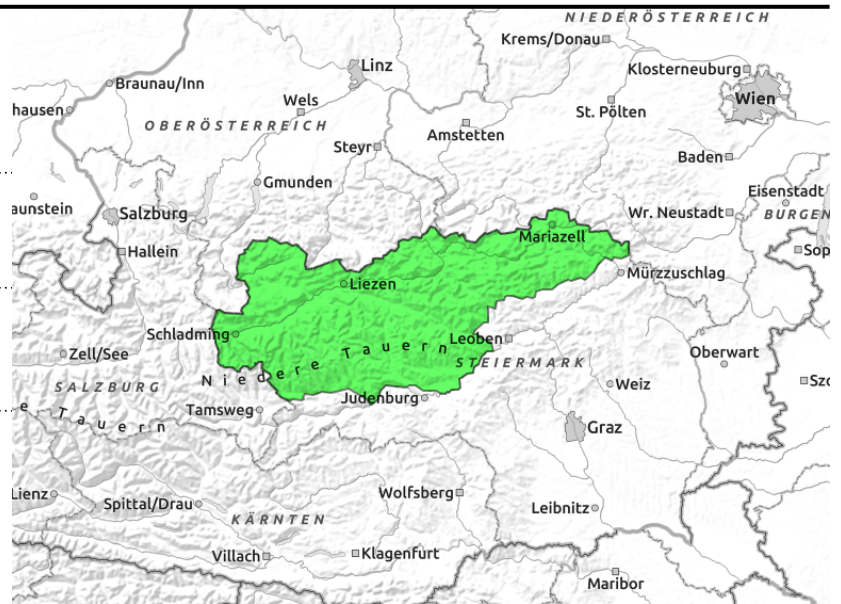 NIEDERÖSTERREICH
Krems/Donau
Linz
Klosterneuburg
Braunau/Inn
Wien
hausen
Wels
St. Pölten
OBERÖSTERREICH
Amstetten
Steyr
Baden
Gmunden
Eisenstadt
aunstein
Salzburg
Wr. Neustadt
BURGEN
Mariazell
Hallein
Sop
Mürzzuschlag
Liezen
Schladming
Leoben
Zell/See
Niedere Tauern
Oberwart
STEIERMARK
SALZBURG
Weiz
Szo
Judenburg
Tamsweg
e Tauern
Graz
Lienz
Wolfsberg
Spittal/Drau
Leibnitz
KÄRNTEN
Villach
Klagenfurt
Maribor